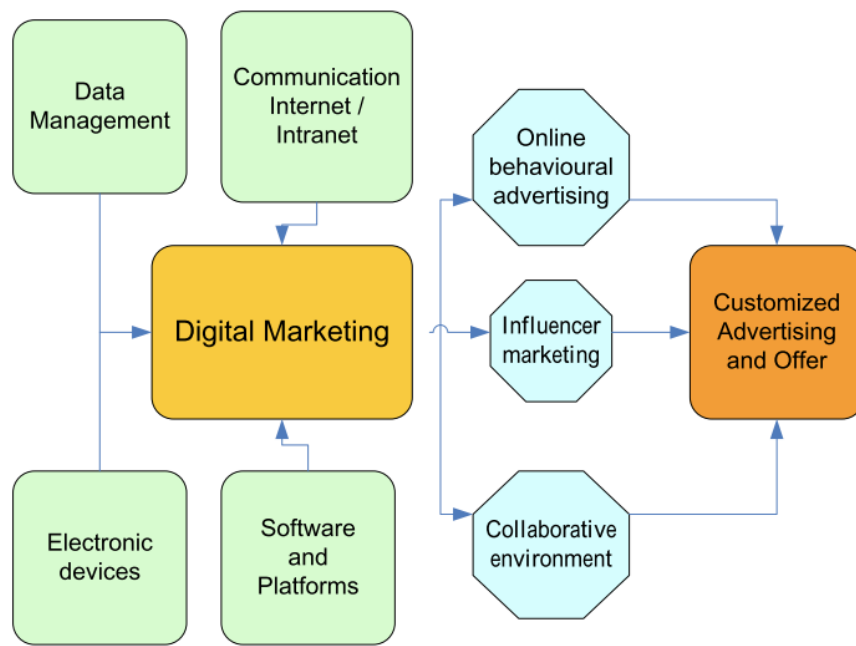 Data
Management
Communication
Internet /
Intranet
Online
behavioural
advertising
Digital Marketing
Influencer
marketing
Customized
Advertising
and Offer
Electronic
devices
Software
and
Platforms
Collaborative
environment